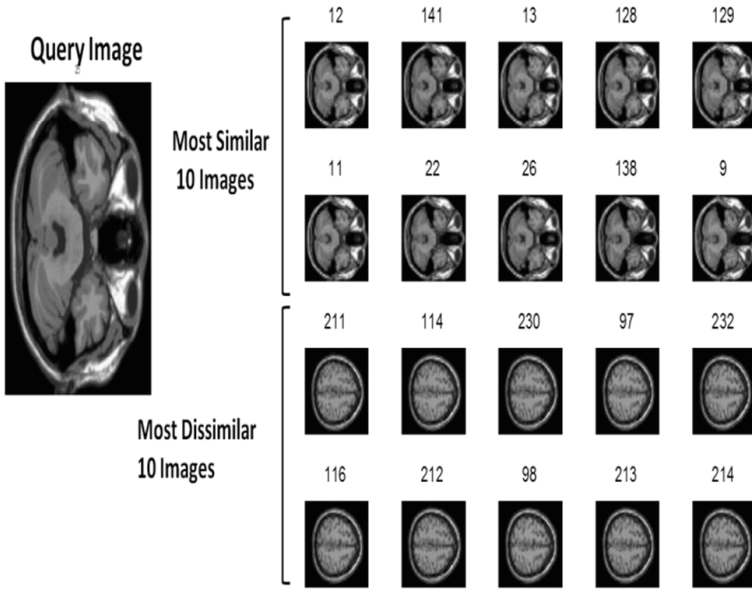 Query Image
Most Similar
10 Images
12 141 13 128 129
11 22 26 138 9
Most Dissimilar
10 Images
211 114 230 97 232
116 212 98 213 214